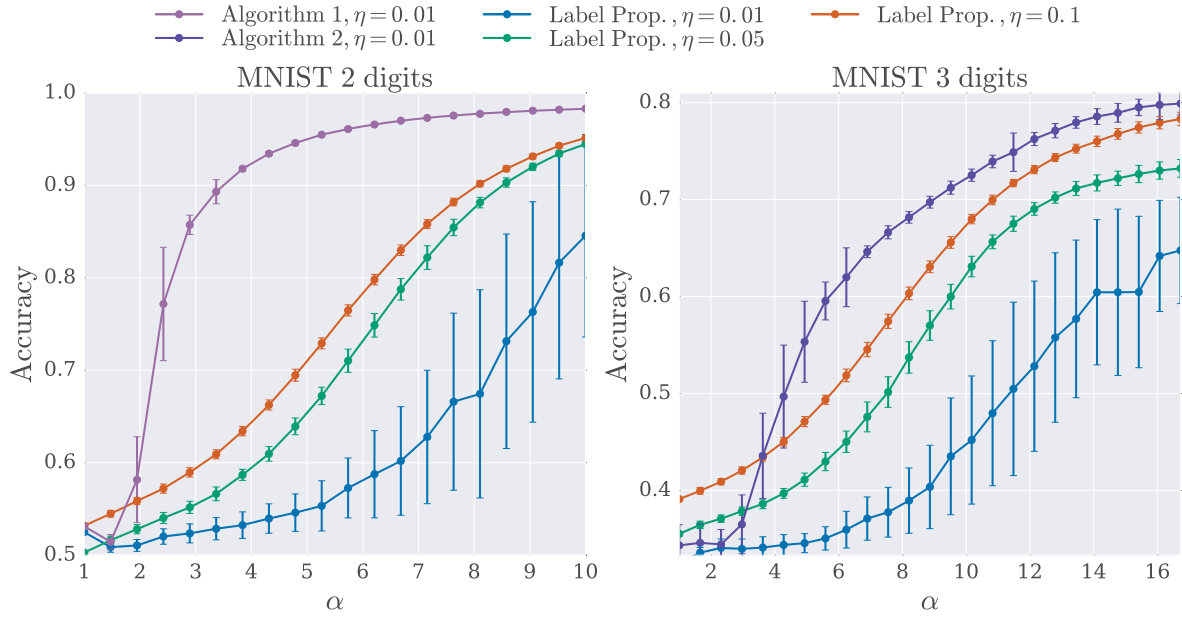 Algorithm 1, η = 0.01
Label Prop., η = 0.01
Label Prop., η = 0.1
Algorithm 2, η = 0.01
Label Prop., η = 0.05
MNIST 2 digits
MNIST 3 digits
1.0
0.9
0.8
0.7
0.6
0.5
Accuracy
1 2 3 4 5 6 7 8 9 10
α
0.8
0.7
0.6
0.5
0.4
Accuracy
2 4 6 8 10 12 14 16
α